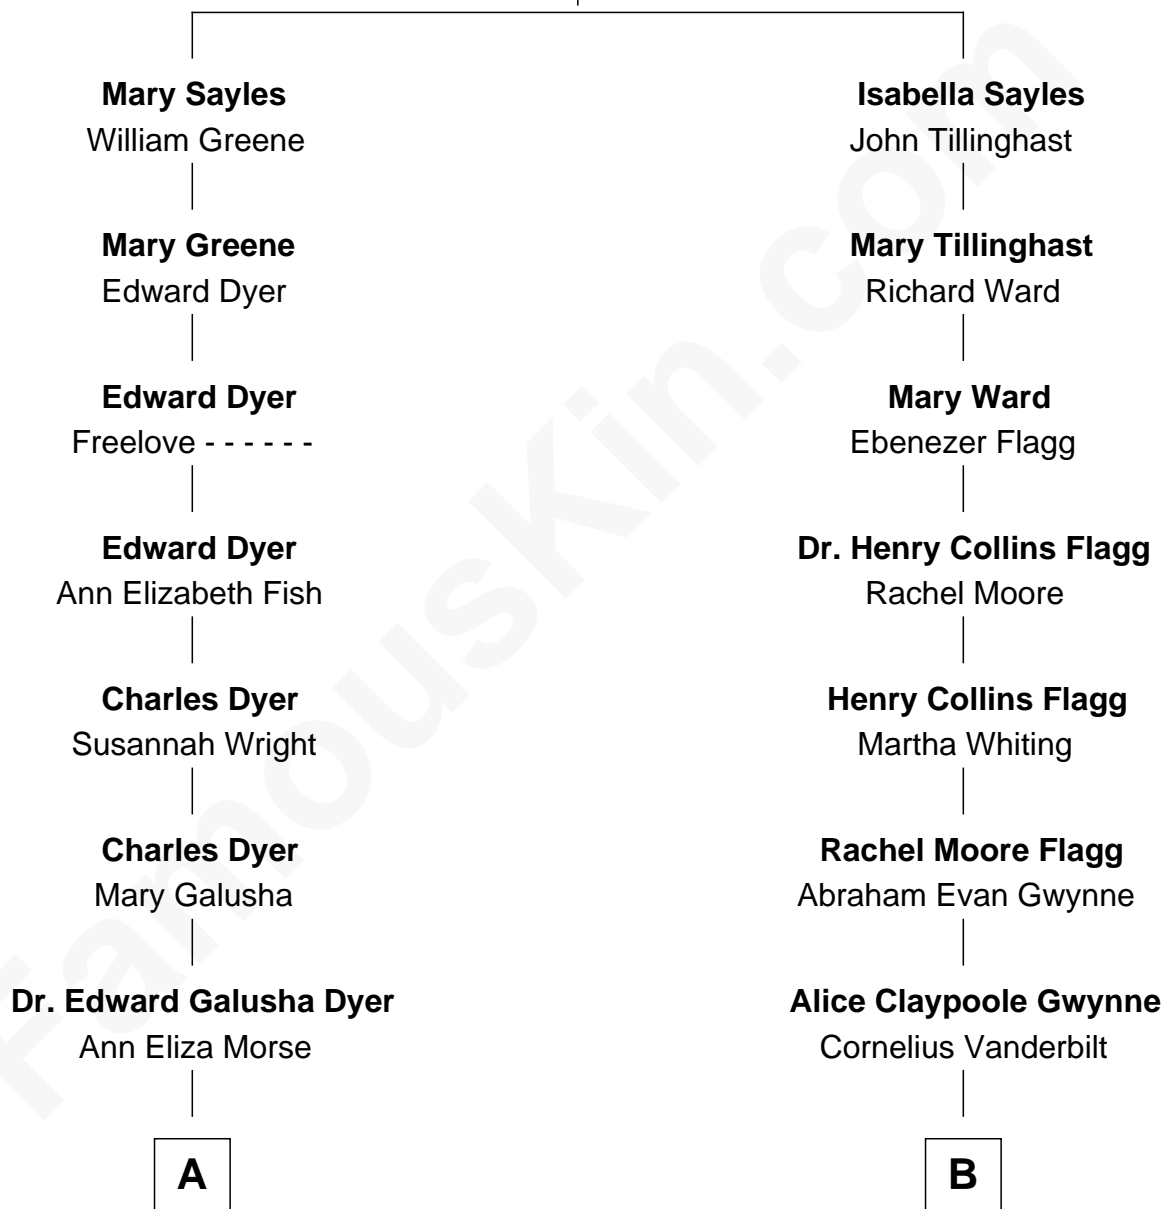 Mary Sayles
William Greene
Mary Greene
Edward Dyer
Edward Dyer
Freelove - - - - - -
Edward Dyer
Ann Elizabeth Fish
Charles Dyer
Susannah Wright
Charles Dyer
Mary Galusha
Dr. Edward Galusha Dyer
Ann Eliza Morse
A
Isabella Sayles
John Tillinghast
Mary Tillinghast
Richard Ward
Mary Ward
Ebenezer Flagg
Dr. Henry Collins Flagg
Rachel Moore
Henry Collins Flagg
Martha Whiting
Rachel Moore Flagg
Abraham Evan Gwynne
Alice Claypoole Gwynne
Cornelius Vanderbilt
B
FamousKin.com